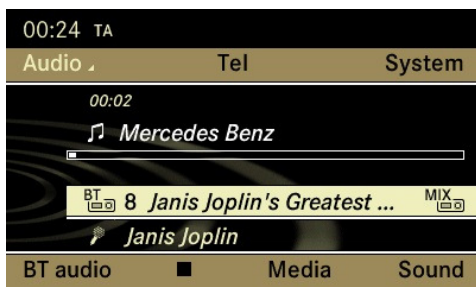 00:24 TA
Audio Tel System
00:02
Mercedes Benz
BT 8 Janis Joplin's Greatest ... MIX
Janis Joplin
BT audio Media Sound